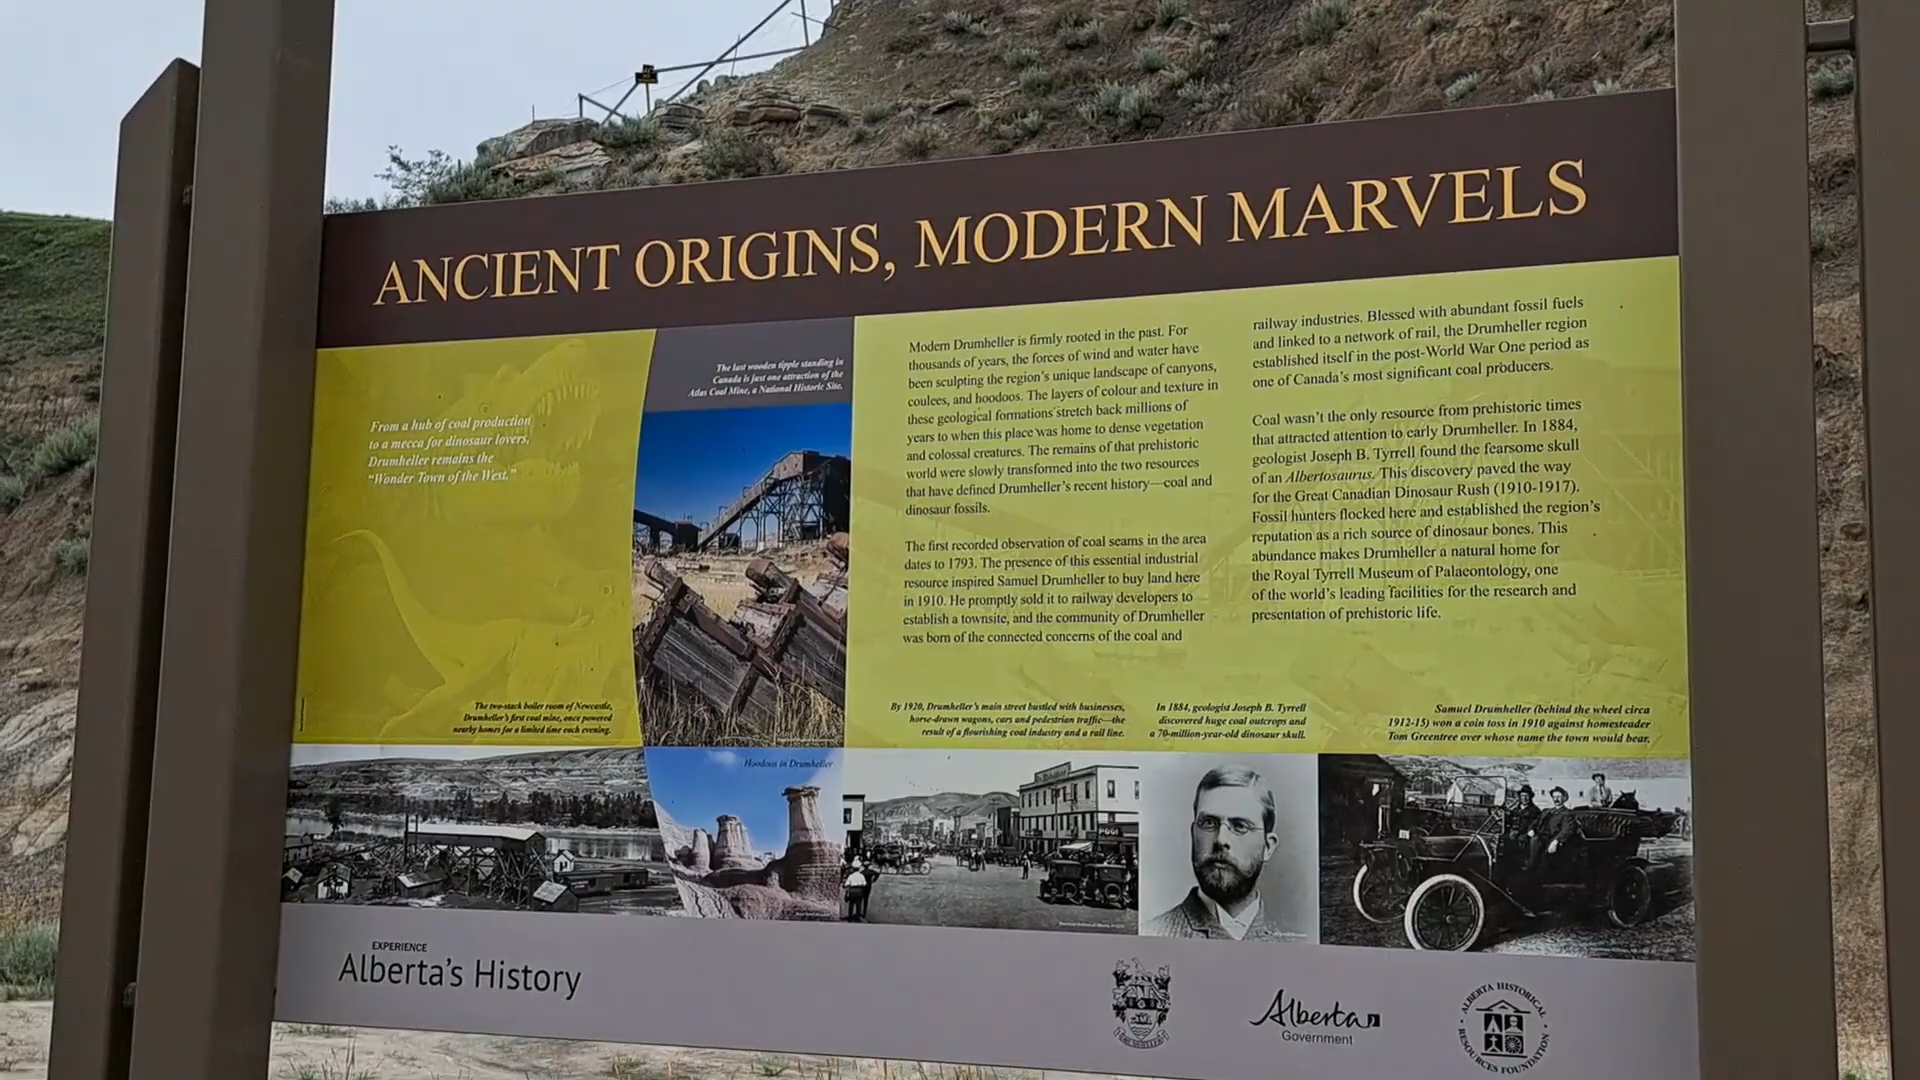 ANCIENT ORIGINS, MODERN MARVELS
From a hub of coal production
to a mecca for dinosaur lovers,
Drumheller remains the
“Wonder Town of the West.”
The last wooden tipple standing in
Canada is just one attraction of the
Atlas Coal Mine, a National Historic Site.
Modern Drumheller is firmly rooted in the past. For
thousands of years, the forces of wind and water have
been sculpting the region’s unique landscape of canyons,
coulees, and hoodoos. The layers of colour and texture in
these geological formations stretch back millions of
years to when this place was home to dense vegetation
and colossal creatures. The remains of that prehistoric
world were slowly transformed into the two resources
that have defined Drumheller’s recent history—coal and
dinosaur fossils.
The first recorded observation of coal seams in the area
dates to 1793. The presence of this essential industrial
resource inspired Samuel Drumheller to buy land here
in 1910. He promptly sold it to railway developers to
establish a townsite, and the community of Drumheller
was born of the connected concerns of the coal and
railway industries. Blessed with abundant fossil fuels
and linked to a network of rail, the Drumheller region
established itself in the post-World War One period as
one of Canada’s most significant coal producers.
Coal wasn’t the only resource from prehistoric times
that attracted attention to early Drumheller. In 1884,
geologist Joseph B. Tyrrell found the fearsome skull
of an Albertosaurus. This discovery paved the way
for the Great Canadian Dinosaur Rush (1910-1917).
Fossil hunters flocked here and established the region’s
reputation as a rich source of dinosaur bones. This
abundance makes Drumheller a natural home for
the Royal Tyrrell Museum of Palaeontology, one
of the world’s leading facilities for the research and
presentation of prehistoric life.
The two-stack boiler room of Newcastle,
Drumheller’s first coal mine, once powered
nearby homes for a limited time each evening.
Hoodoos in Drumheller
By 1920, Drumheller’s main street bustled with businesses,
horse-drawn wagons, cars and pedestrian traffic—the
result of a flourishing coal industry and a rail line.
In 1884, geologist Joseph B. Tyrrell
discovered huge coal outcrops and
a 70-million-year-old dinosaur skull.
Samuel Drumheller (behind the wheel circa
1912-15) won a coin toss in 1910 against homesteader
Tom Greentree over whose name the town would bear.
POOL
EXPERIENCE
Alberta’s History
DRUMHELLER
Alberta
Government
ALBERTA HISTORICAL
RESOURCES FOUNDATION